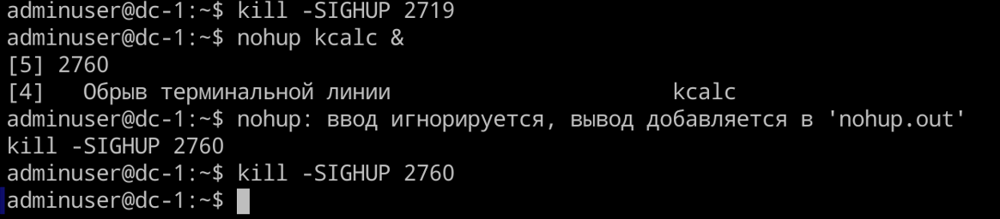 adminuser@dc-1:~$ kill -SIGHUP 2719
adminuser@dc-1:~$ nohup kcalc &
[5] 2760
[4]   Обрыв терминальной линии                      kcalc
adminuser@dc-1:~$ nohup: ввод игнорируется, вывод добавляется в 'nohup.out'
kill -SIGHUP 2760
adminuser@dc-1:~$ kill -SIGHUP 2760
adminuser@dc-1:~$